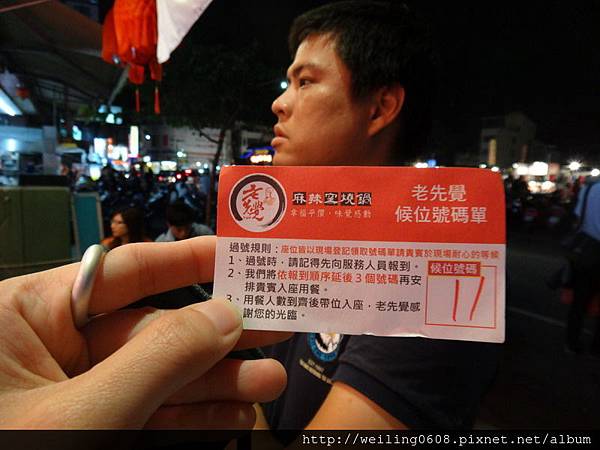 麻辣窯燒鍋
幸福平價，味覺感動
老先覺
候位號碼單
過號規則：座位皆以現場登記領取號碼單請貴賓於現場耐心的等候
1、過號時，請記得先向服務人員報到。
2、我們將依報到順序延後3個號碼再安
排貴賓入座用餐。
3、用餐人數到齊後帶位入座，老先覺感
謝您的光臨。
候位號碼
17
http://weiling0608.pixnet.net/album